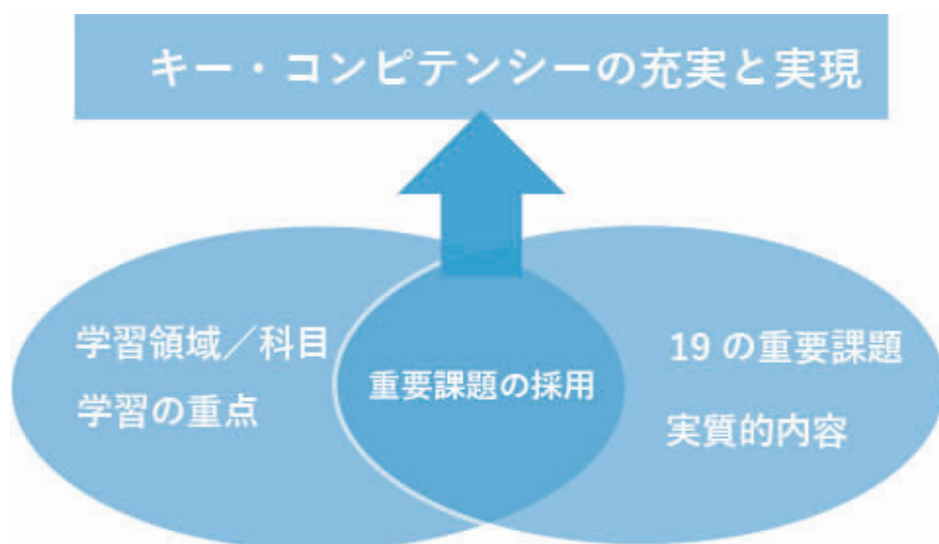 キー・コンピテンシーの充実と実現
学習領域／科目
学習の重点
重要課題の採用
19 の重要課題
実質的内容